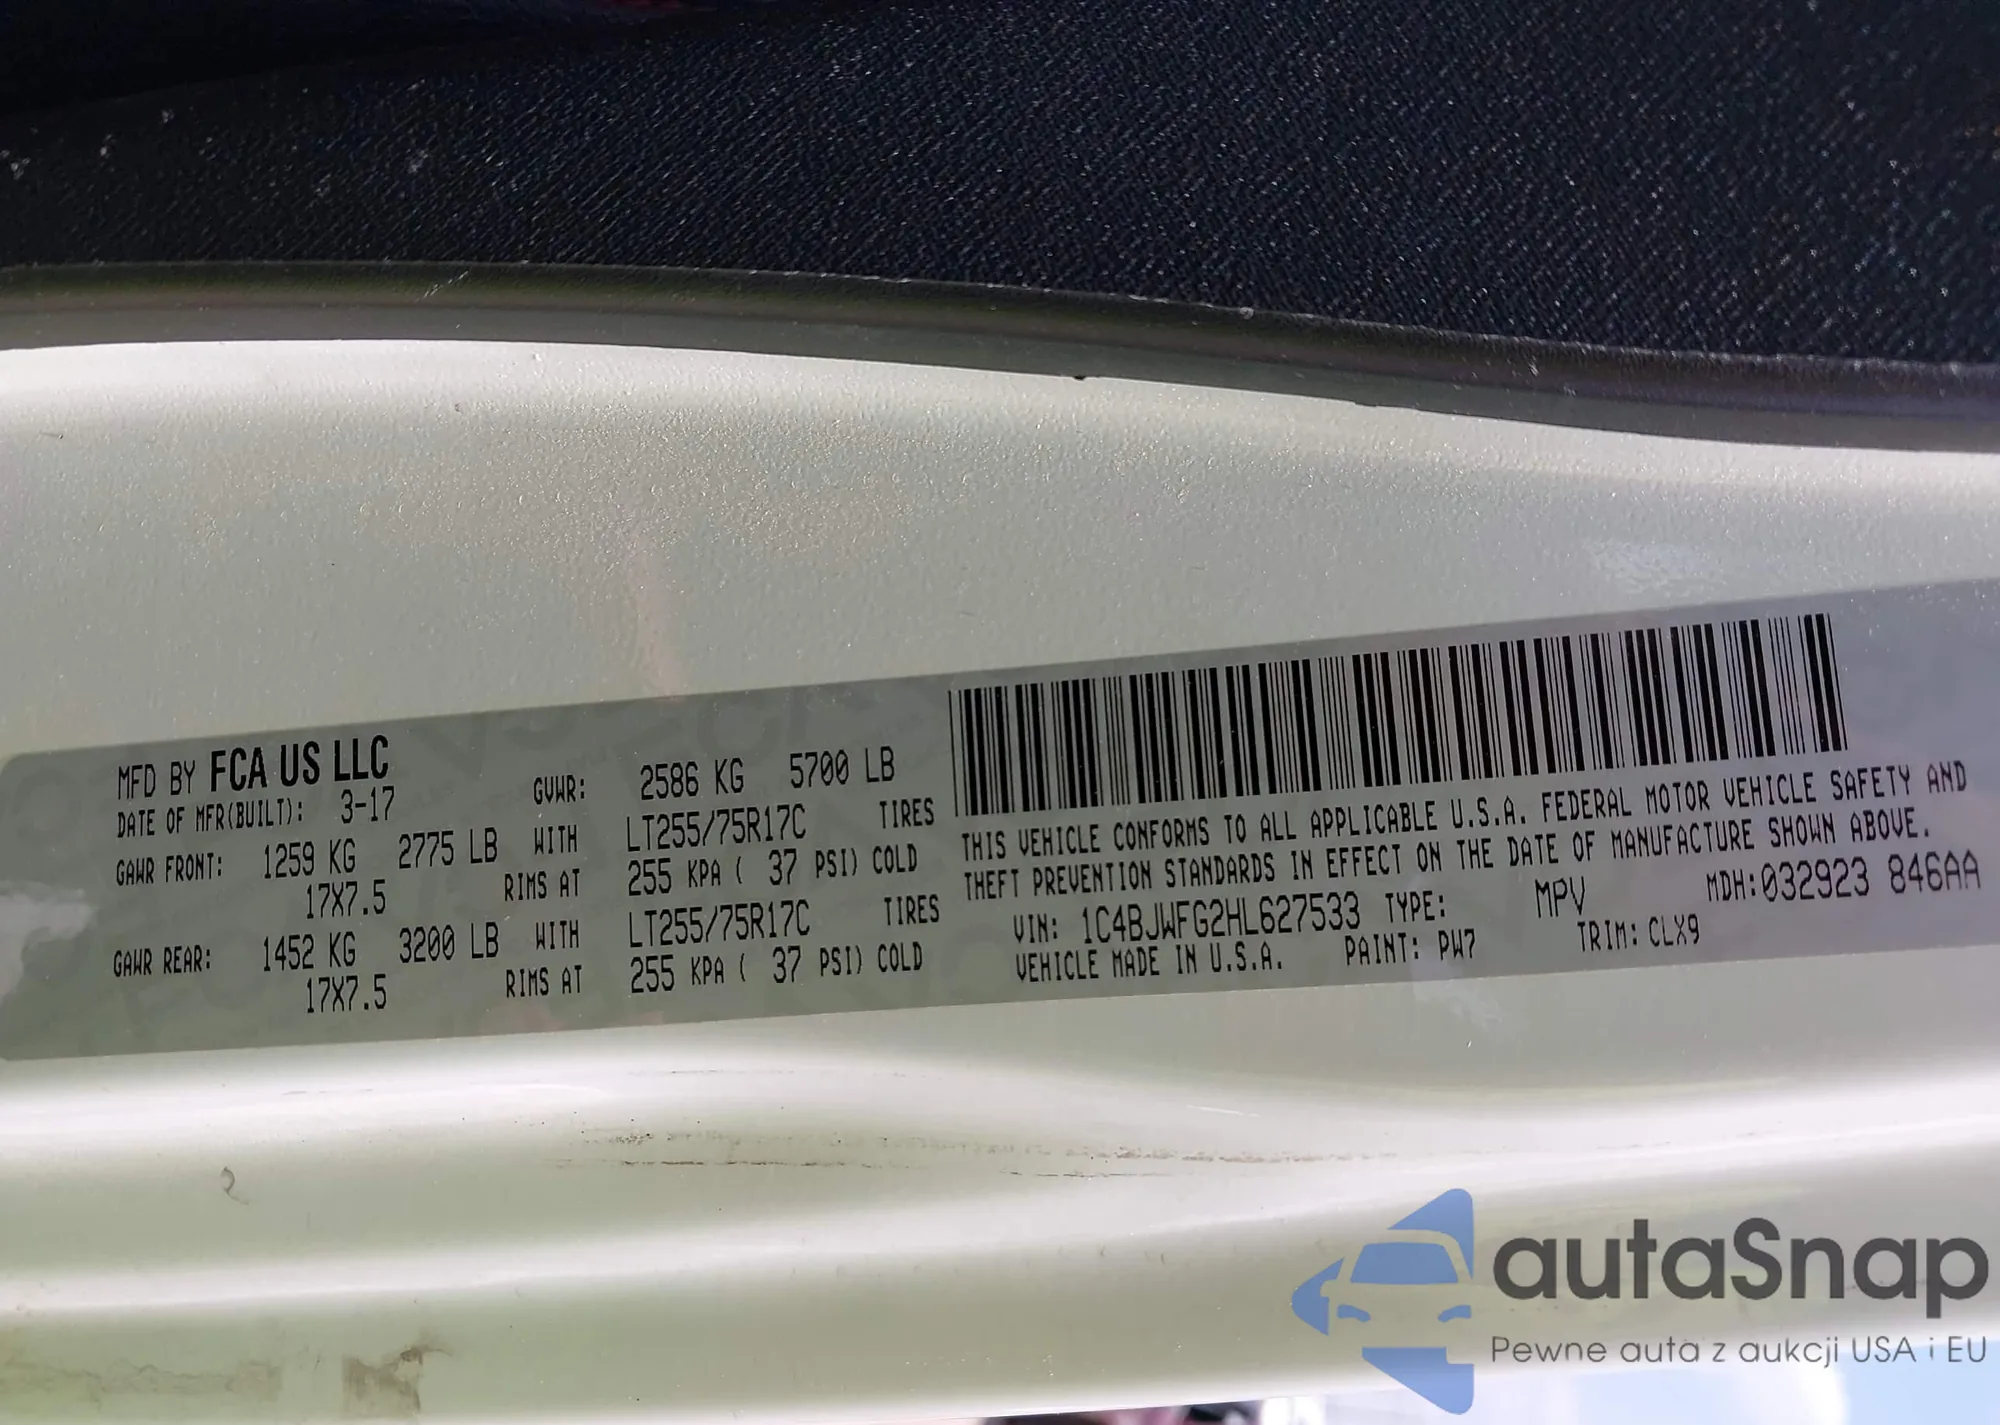 MFD BY FCA US LLC
DATE OF MFR(BUILT): 3-17
GVWR: 2586 KG 5700 LB
GAWR FRONT: 1259 KG 2775 LB WITH LT255/75R17C TIRES
17X7.5 RIMS AT 255 KPA ( 37 PSI) COLD
GAWR REAR: 1452 KG 3200 LB WITH LT255/75R17C TIRES
17X7.5 RIMS AT 255 KPA ( 37 PSI) COLD
THIS VEHICLE CONFORMS TO ALL APPLICABLE U.S.A. FEDERAL MOTOR VEHICLE SAFETY AND
THEFT PREVENTION STANDARDS IN EFFECT ON THE DATE OF MANUFACTURE SHOWN ABOVE.
VIN: 1C4BJWFG2HL627533 TYPE: MPV MDH:032923 846AA
VEHICLE MADE IN U.S.A. PAINT: PW7 TRIM: CLX9
autaSnap
Pewne auta z aukcji USA i EU